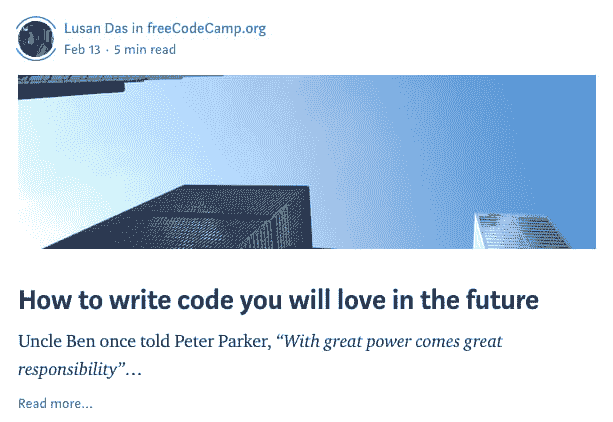 Lusan Das in freeCodeCamp.org
Feb 13 · 5 min read
How to write code you will love in the future
Uncle Ben once told Peter Parker, “With great power comes great
responsibility”…
Read more...